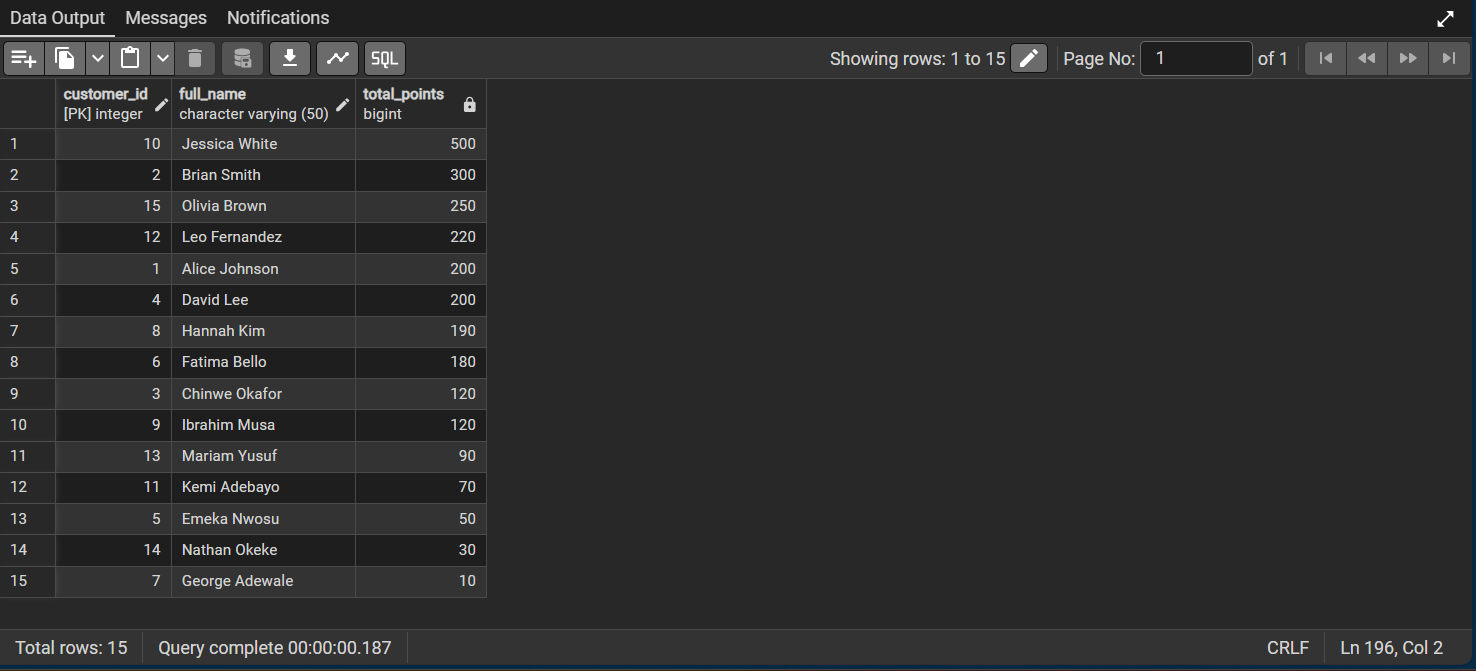 Data Output Messages Notifications
SQL Showing rows: 1 to 15 Page No: 1 of 1
customer_id full_name total_points
[PK] integer character varying (50) bigint
1 10 Jessica White 500
2 2 Brian Smith 300
3 15 Olivia Brown 250
4 12 Leo Fernandez 220
5 1 Alice Johnson 200
6 4 David Lee 200
7 8 Hannah Kim 190
8 6 Fatima Bello 180
9 3 Chinwe Okafor 120
10 9 Ibrahim Musa 120
11 13 Mariam Yusuf 90
12 11 Kemi Adebayo 70
13 5 Emeka Nwosu 50
14 14 Nathan Okeke 30
15 7 George Adewale 10
Total rows: 15 Query complete 00:00:00.187 CRLF Ln 196, Col 2